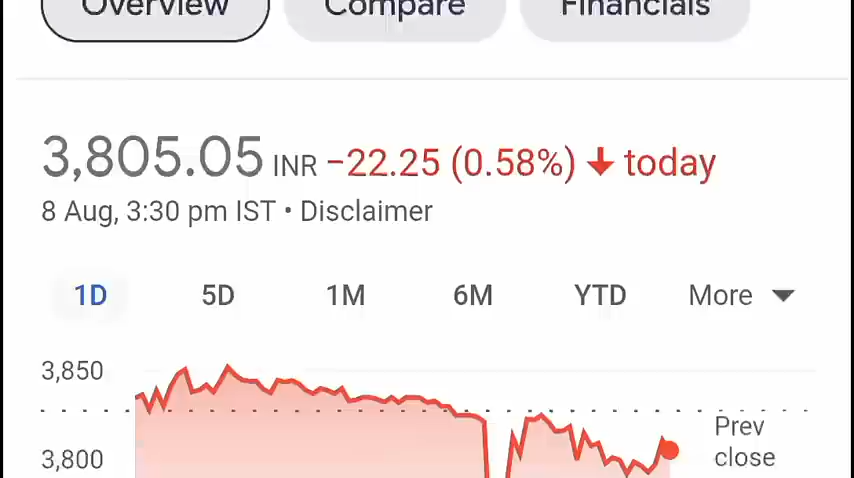 Overview Compare Financials
3,805.05 INR −22.25 (0.58%) ↓ today
8 Aug, 3:30 pm IST • Disclaimer
1D 5D 1M 6M YTD More
3,850
Prev
close
3,800